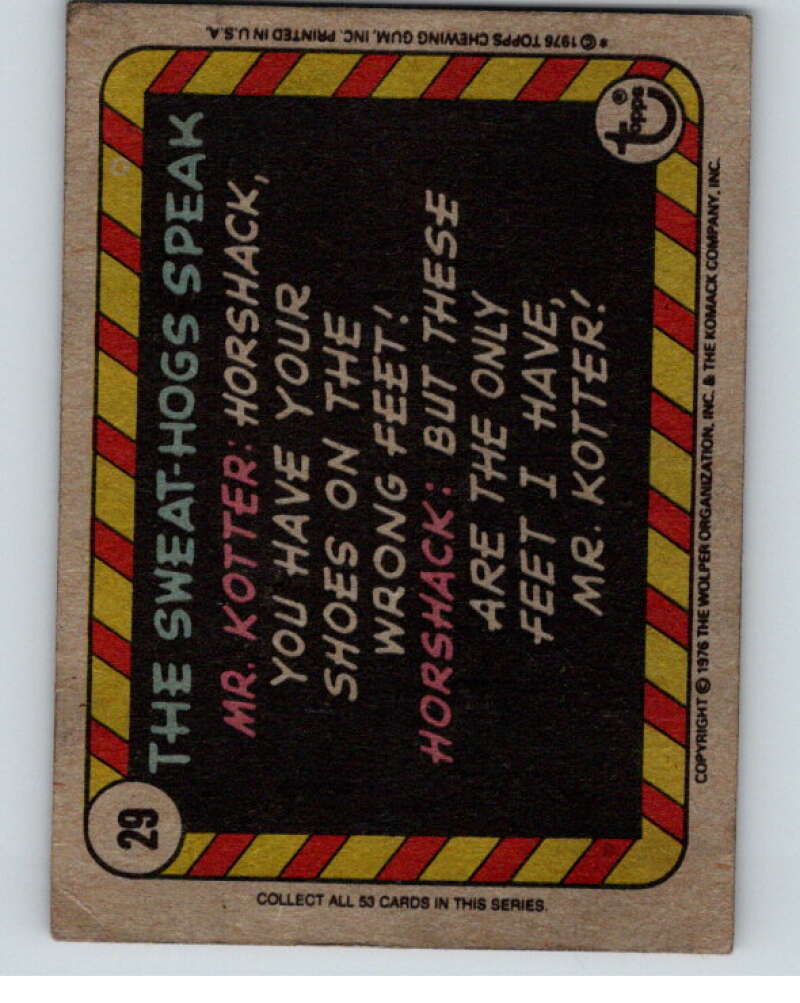 29
THE SWEAT-HOGS SPEAK
MR. KOTTER: HORSHACK,
YOU HAVE YOUR
SHOES ON THE
WRONG FEET!
HORSHACK: BUT THESE
ARE THE ONLY
FEET I HAVE,
MR. KOTTER!
topps®
COPYRIGHT © 1976 THE WOLPER ORGANIZATION, INC. & THE KOMACK COMPANY, INC.
COLLECT ALL 53 CARDS IN THIS SERIES.
* © 1976 TOPPS CHEWING GUM, INC. PRINTED IN U.S.A.